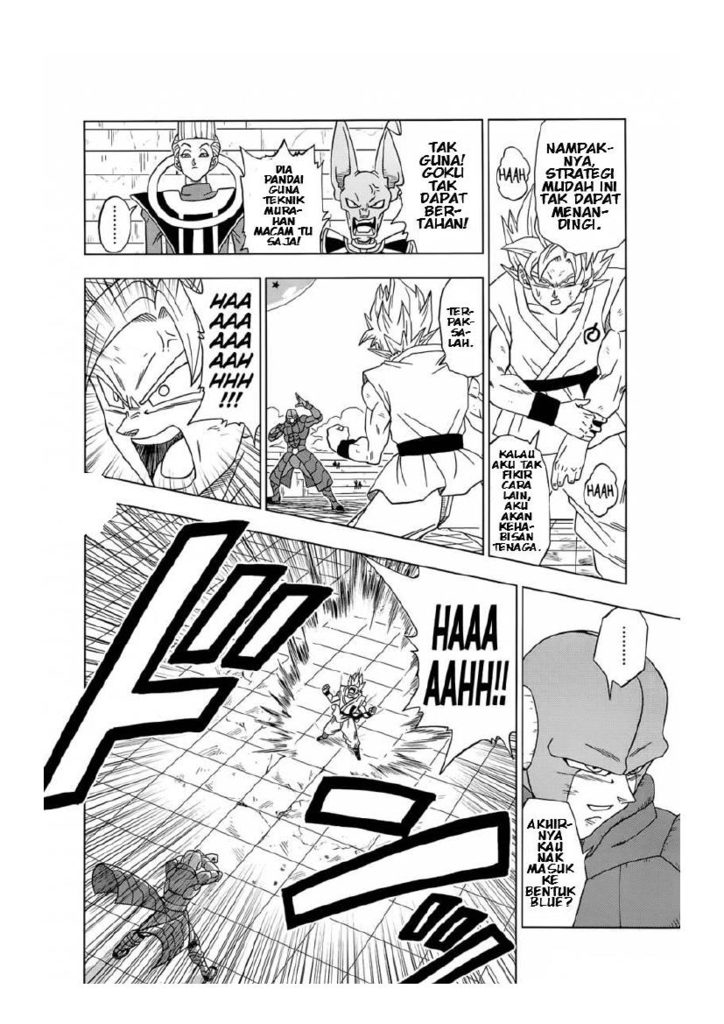 NAMPAK-
NYA,
STRATEGI
MUDAH INI
TAK DAPAT
MENAN-
DINGI.
HAAH
KALAU
AKU TAK
FIKIR
CARA
LAIN,
AKU
AKAN
KEHA-
BISAN
TENAGA.
HAAH
TAK
GUNA!
GOKU
TAK
DAPAT
BER-
TAHAN!
DIA
PANDAI
GUNA
TEKNIK
MURA-
HAN
MACAM TU
SAJA!
........
TER-
PAK-
SA-
LAH.
HAA
AAA
AAA
AAH
HHH
!!!
........
AKHIR-
NYA
KAU
NAK
MASUK
KE
BENTUK
BLUE?
HAAA
AAHH!!
ドン